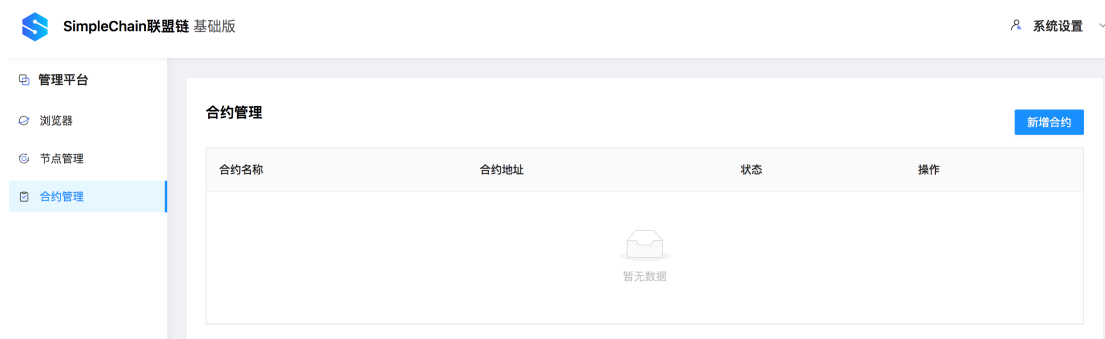 SimpleChain联盟链 基础版
系统设置
管理平台
浏览器
节点管理
合约管理
合约管理
新增合约
合约名称 合约地址 状态 操作
暂无数据